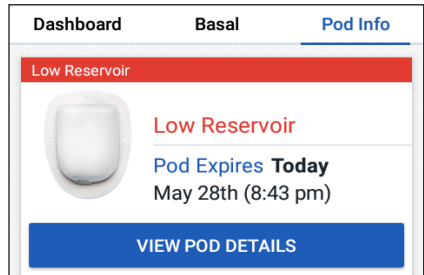 Dashboard Basal Pod Info
Low Reservoir
Low Reservoir
Pod Expires Today
May 28th (8:43 pm)
VIEW POD DETAILS